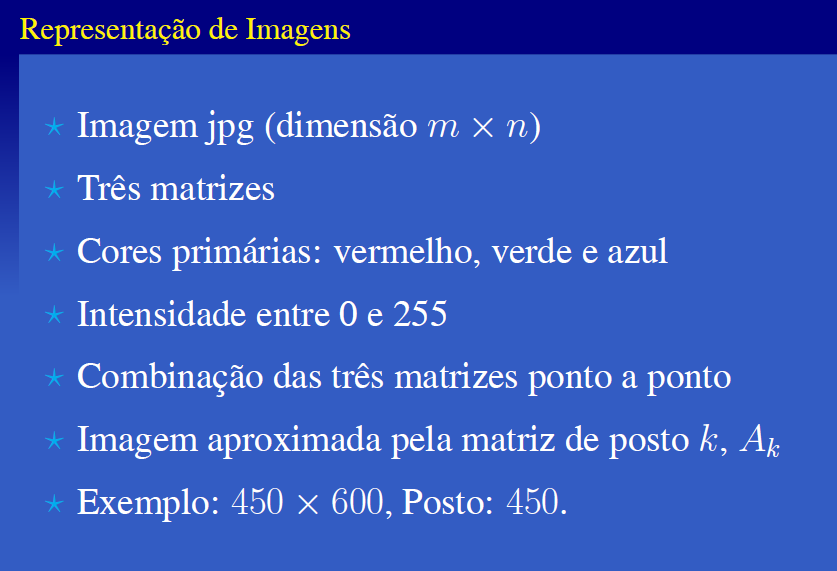 Representação de Imagens
Imagem jpg (dimensão m × n)
Três matrizes
Cores primárias: vermelho, verde e azul
Intensidade entre 0 e 255
Combinação das três matrizes ponto a ponto
Imagem aproximada pela matriz de posto k, Aₖ
Exemplo: 450 × 600, Posto: 450.